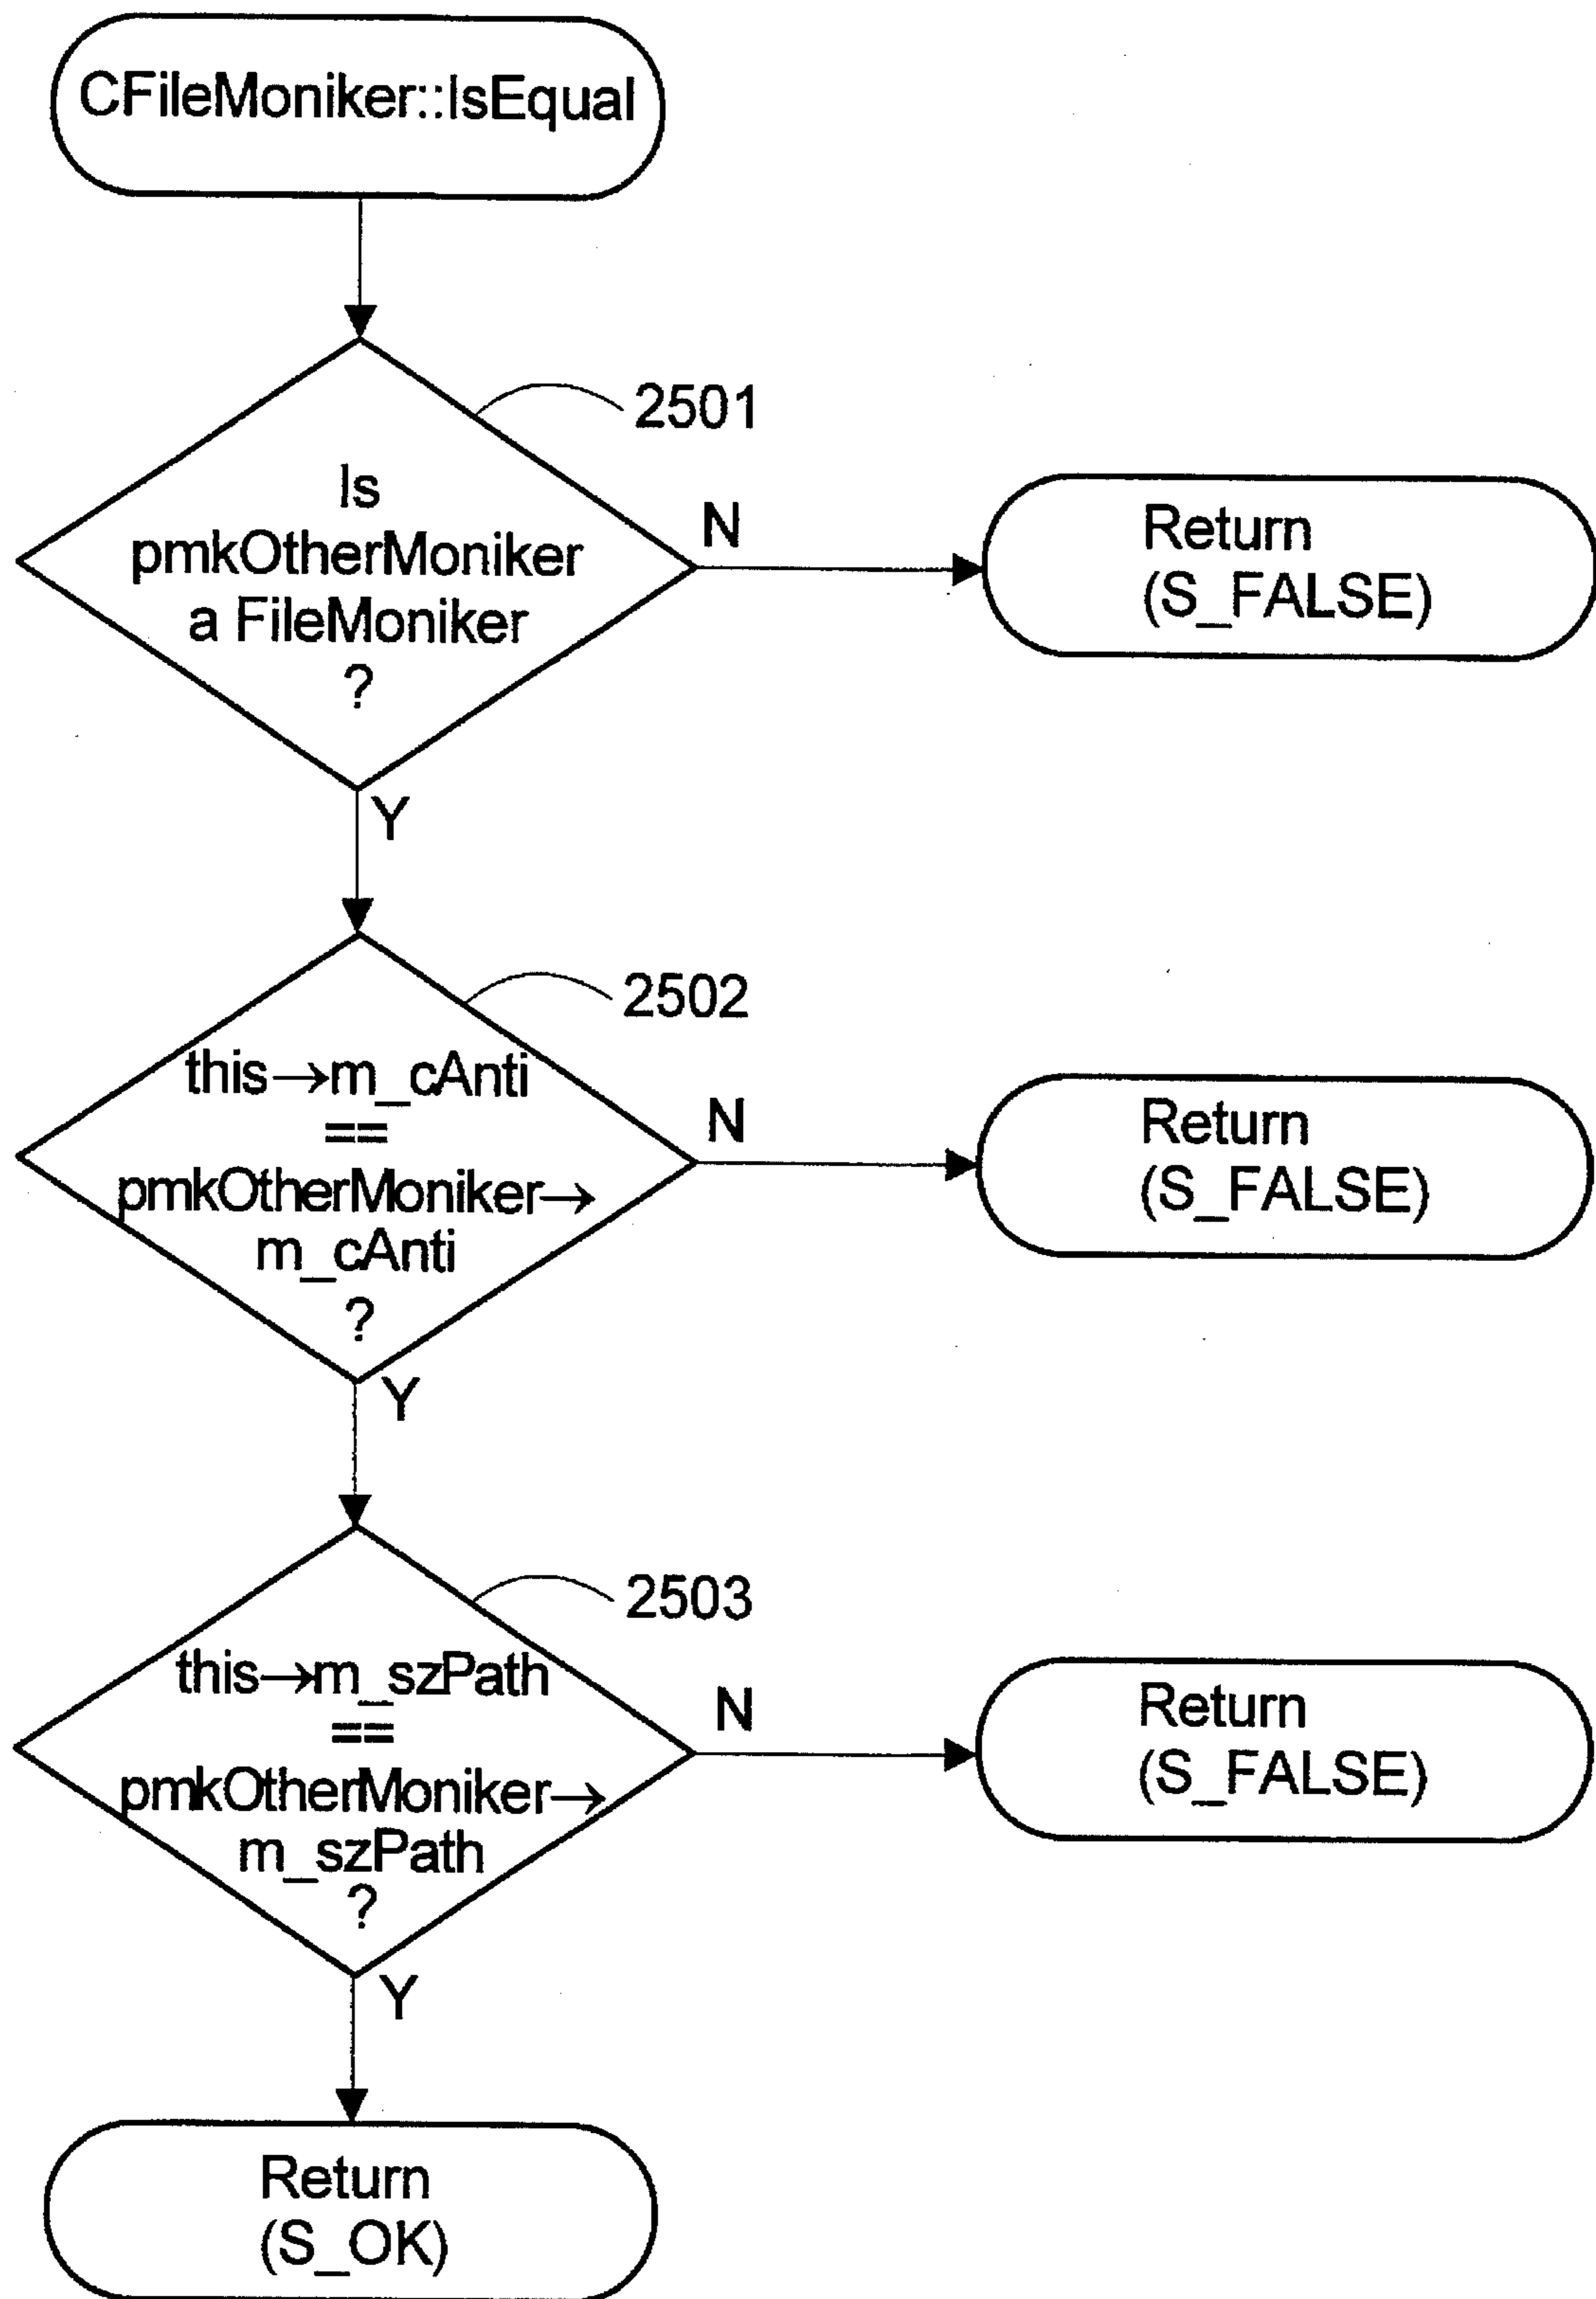 CFileMoniker::IsEqual
2501
Is
pmkOtherMoniker
a FileMoniker
?
N
Return
(S_FALSE)
Y
2502
this→m_cAnti
==
pmkOtherMoniker→
m_cAnti
?
N
Return
(S_FALSE)
Y
2503
this→m_szPath
==
pmkOtherMoniker→
m_szPath
?
N
Return
(S_FALSE)
Y
Return
(S_OK)